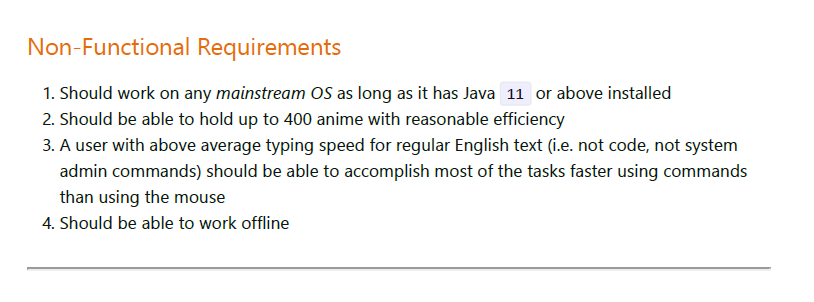 Non-Functional Requirements
1. Should work on any mainstream OS as long as it has Java 11 or above installed
2. Should be able to hold up to 400 anime with reasonable efficiency
3. A user with above average typing speed for regular English text (i.e. not code, not system
admin commands) should be able to accomplish most of the tasks faster using commands
than using the mouse
4. Should be able to work offline